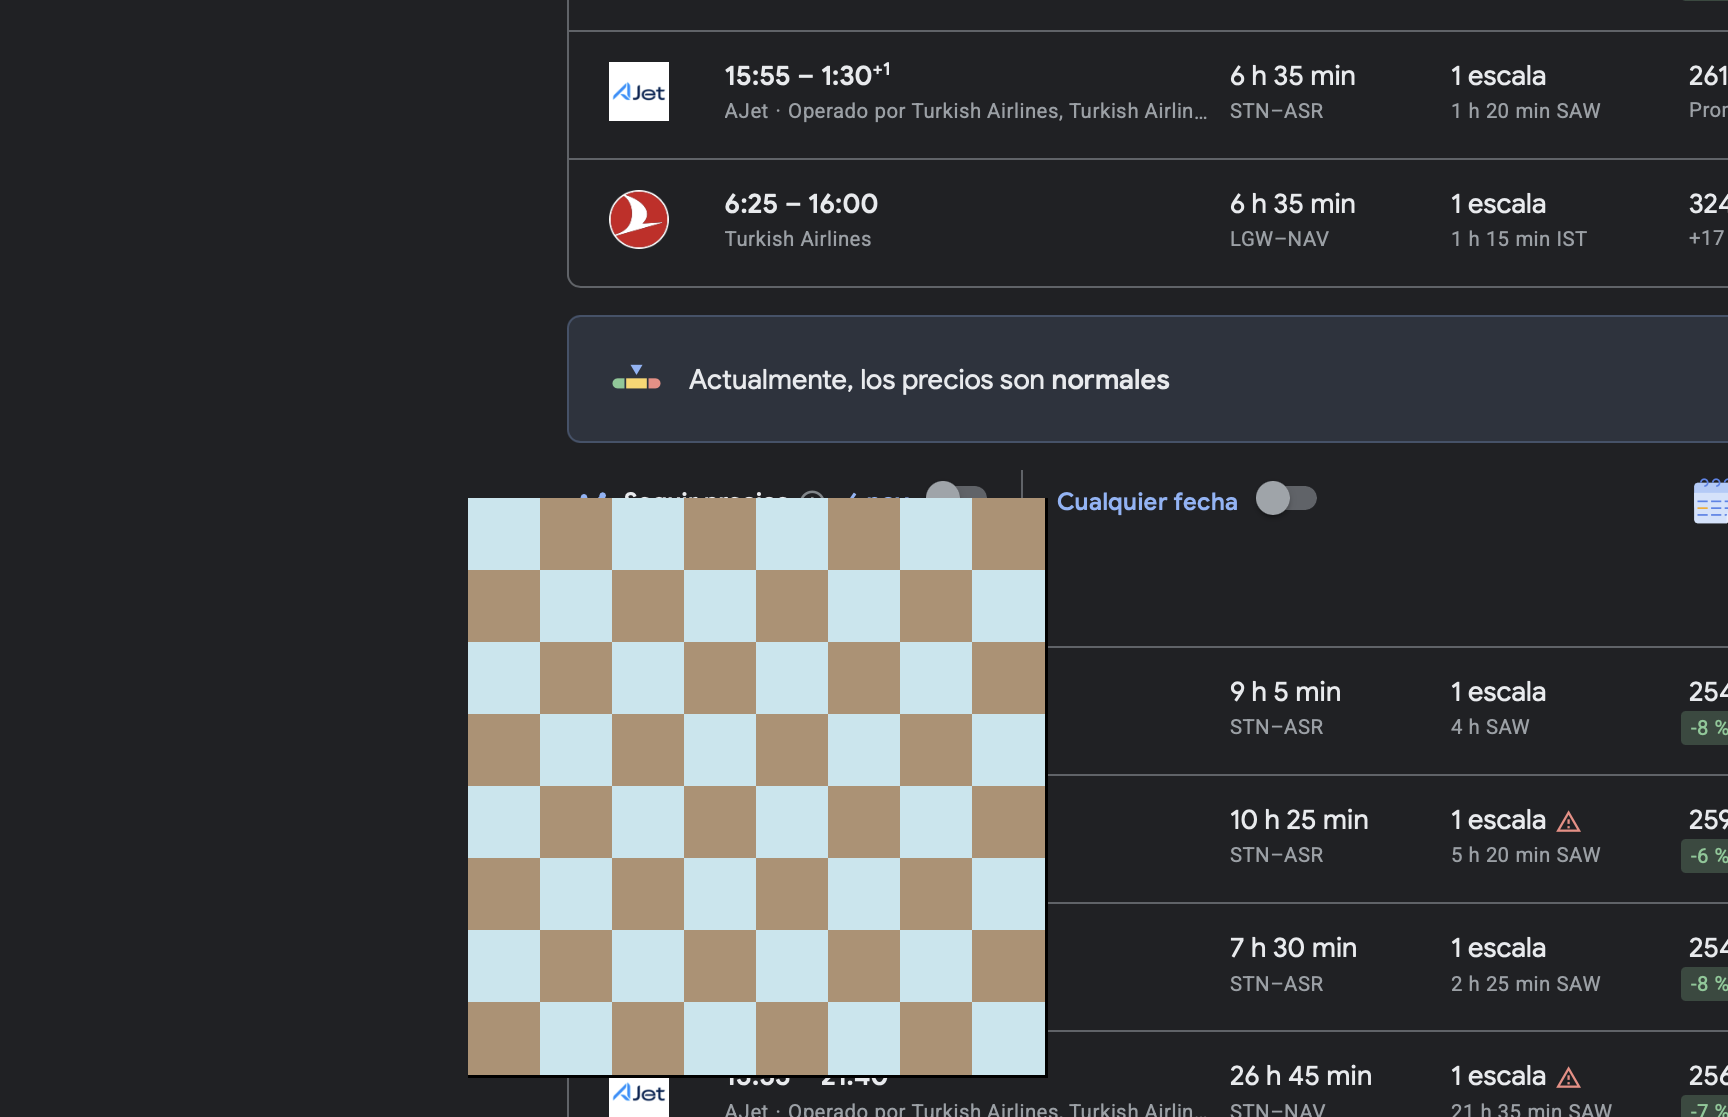 15:55 – 1:30+1
AJet
AJet · Operado por Turkish Airlines, Turkish Airlin...
6 h 35 min
STN–ASR
1 escala
1 h 20 min SAW
261
6:25 – 16:00
Turkish Airlines
6 h 35 min
LGW–NAV
1 escala
1 h 15 min IST
324
+17
Actualmente, los precios son normales
Cualquier fecha
9 h 5 min
STN–ASR
1 escala
4 h SAW
254
-8 %
10 h 25 min
STN–ASR
1 escala
5 h 20 min SAW
259
-6 %
7 h 30 min
STN–ASR
1 escala
2 h 25 min SAW
254
-8 %
AJet
AJet · Operado por Turkish Airlines, Turkish Airlin...
26 h 45 min
STN–NAV
1 escala
21 h 35 min SAW
256
-7 %